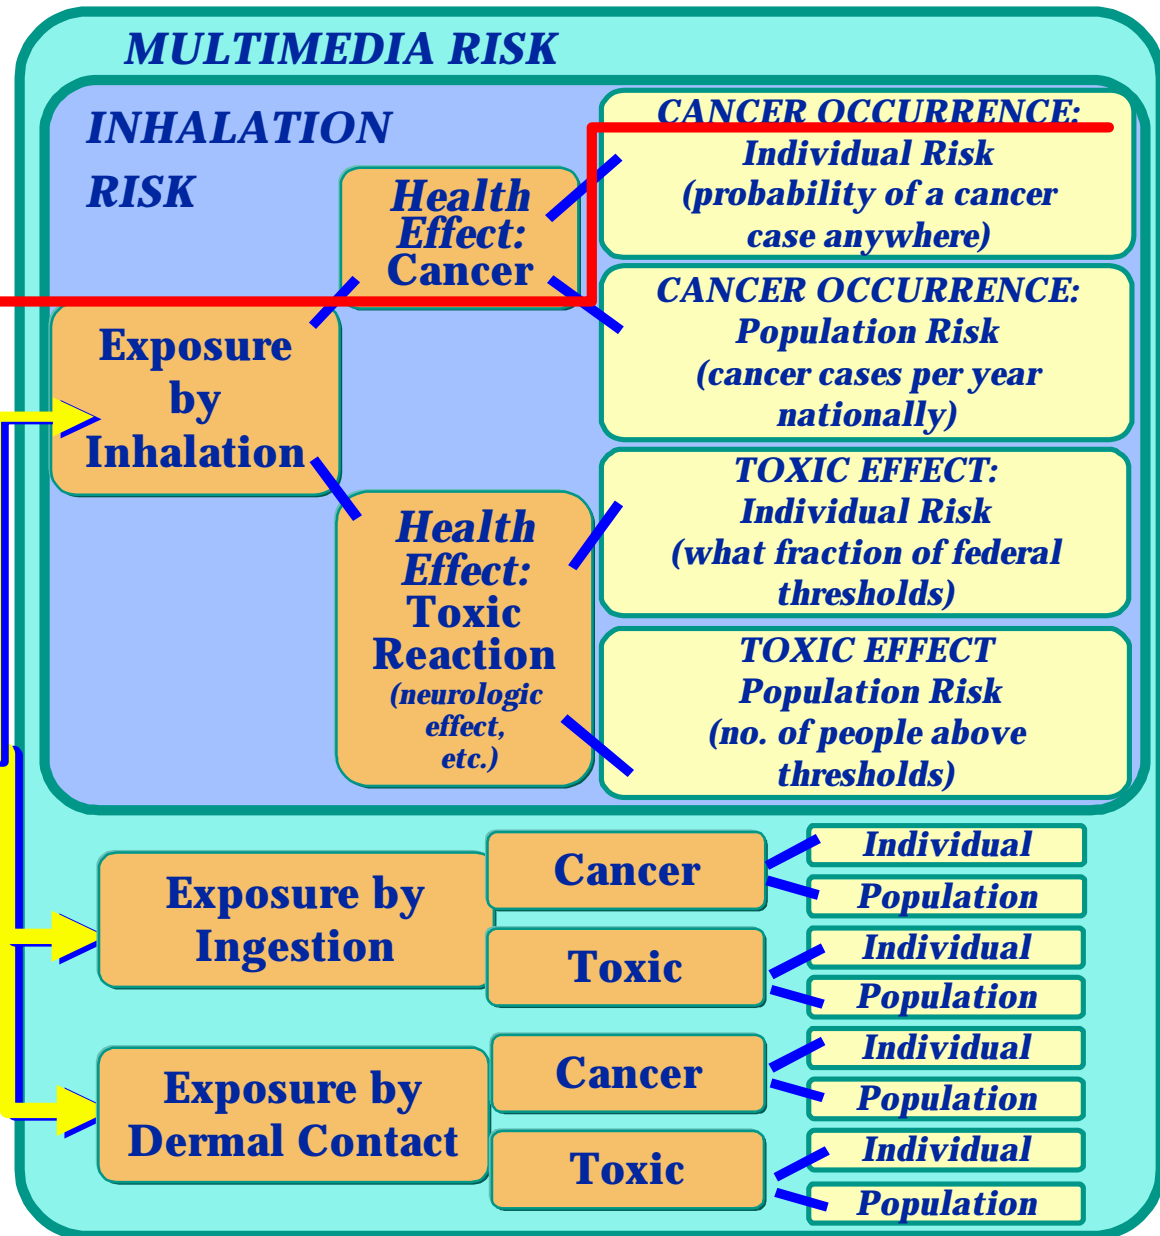 MULTIMEDIA RISK
INHALATION
RISK
Exposure
by
Inhalation
Health
Effect:
Cancer
CANCER OCCURRENCE:
Individual Risk
(probability of a cancer
case anywhere)
CANCER OCCURRENCE:
Population Risk
(cancer cases per year
nationally)
Health
Effect:
Toxic
Reaction
(neurologic
effect,
etc.)
TOXIC EFFECT:
Individual Risk
(what fraction of federal
thresholds)
TOXIC EFFECT
Population Risk
(no. of people above
thresholds)
Exposure by
Ingestion
Cancer
Individual
Population
Toxic
Individual
Population
Exposure by
Dermal Contact
Cancer
Individual
Population
Toxic
Individual
Population